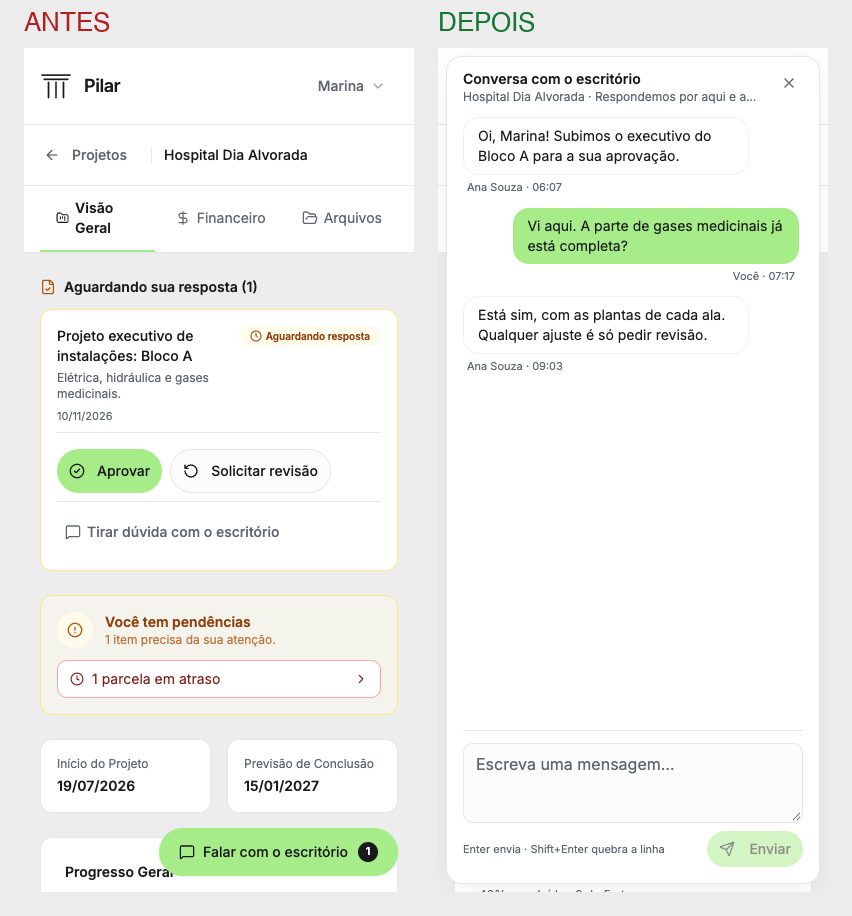 ANTES
Pilar
Marina
Projetos
Hospital Dia Alvorada
Visão
Geral
Financeiro
Arquivos
Aguardando sua resposta (1)
Projeto executivo de
instalações: Bloco A
Aguardando resposta
Elétrica, hidráulica e gases
medicinais.
10/11/2026
Aprovar
Solicitar revisão
Tirar dúvida com o escritório
Você tem pendências
1 item precisa da sua atenção.
1 parcela em atraso
Início do Projeto
19/07/2026
Previsão de Conclusão
15/01/2027
Progresso Geral
Falar com o escritório 1
DEPOIS
Conversa com o escritório
Hospital Dia Alvorada · Respondemos por aqui e a...
Oi, Marina! Subimos o executivo do
Bloco A para a sua aprovação.
Ana Souza · 06:07
Vi aqui. A parte de gases medicinais já
está completa?
Você · 07:17
Está sim, com as plantas de cada ala.
Qualquer ajuste é só pedir revisão.
Ana Souza · 09:03
Escreva uma mensagem...
Enter envia · Shift+Enter quebra a linha
Enviar